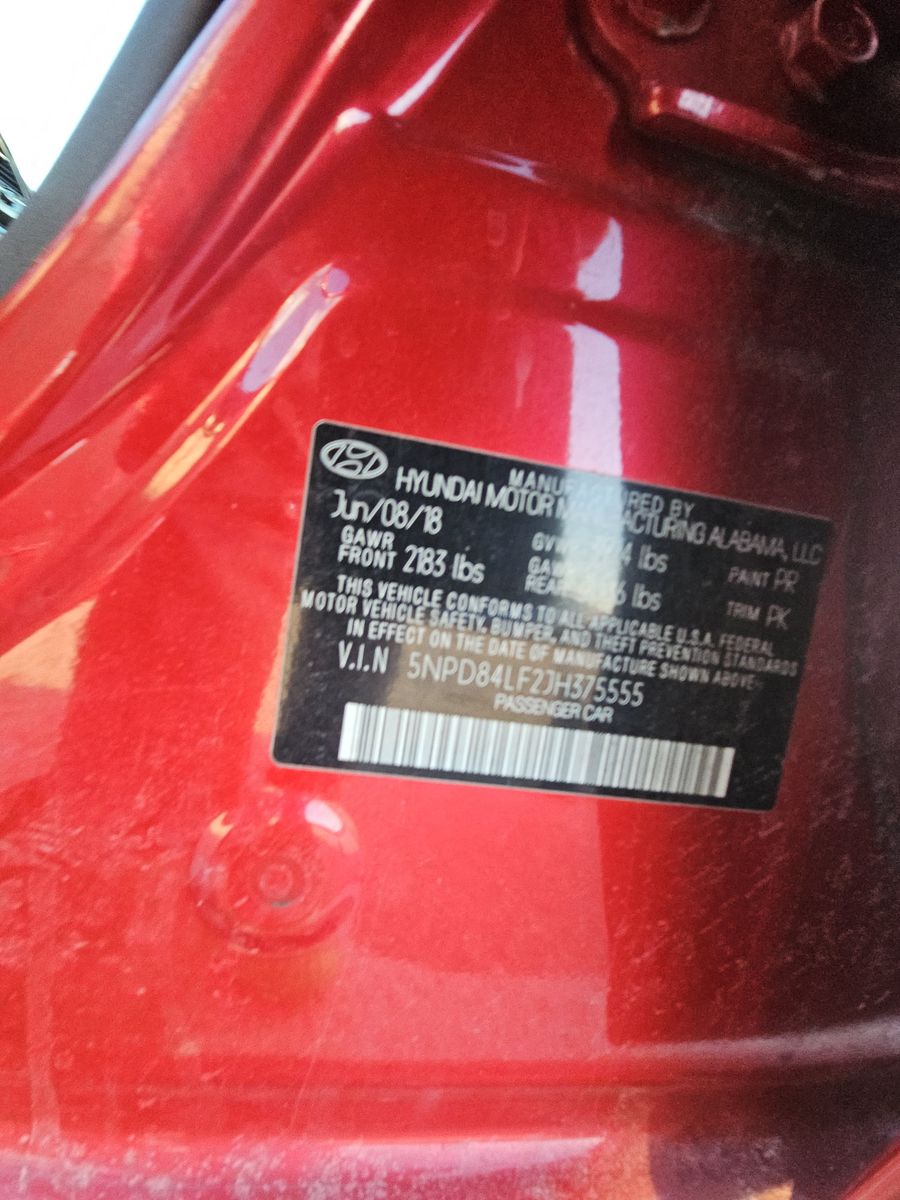 MANUFACTURED BY
HYUNDAI MOTOR MANUFACTURING ALABAMA, LLC
Jun/08/18
GAWR
FRONT 2183 lbs
lbs
lbs
PAINT PR
TRIM PK
THIS VEHICLE CONFORMS TO ALL APPLICABLE U.S.A. FEDERAL
MOTOR VEHICLE SAFETY, BUMPER, AND THEFT PREVENTION STANDARDS
IN EFFECT ON THE DATE OF MANUFACTURE SHOWN ABOVE.
V.I.N 5NPD84LF2JH375555
PASSENGER CAR